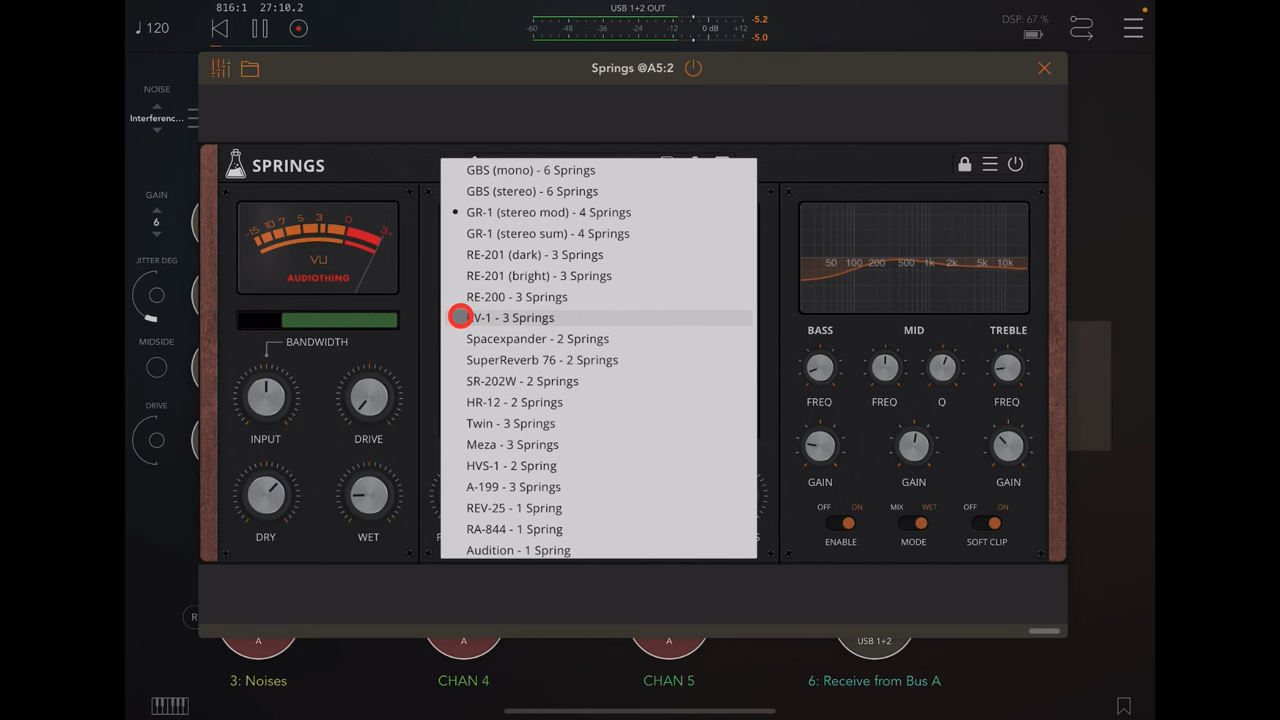 816:1 27:10.2
USB 1+2 OUT
♩ 120
-60 -48 -36 -24 -12 0 dB +12
-5.2
-5.0
DSP: 67 %
Springs @A5:2
NOISE
Interferenc...
GAIN
6
JITTER DEG
MIDSIDE
DRIVE
SPRINGS
-15 10 7 5 3 0 3+
VU
AUDIOTHING
BANDWIDTH
INPUT DRIVE
DRY WET
GBS (mono) - 6 Springs
GBS (stereo) - 6 Springs
GR-1 (stereo mod) - 4 Springs
GR-1 (stereo sum) - 4 Springs
RE-201 (dark) - 3 Springs
RE-201 (bright) - 3 Springs
RE-200 - 3 Springs
V-1 - 3 Springs
Spacexpander - 2 Springs
SuperReverb 76 - 2 Springs
SR-202W - 2 Springs
HR-12 - 2 Springs
Twin - 3 Springs
Meza - 3 Springs
HVS-1 - 2 Spring
A-199 - 3 Springs
REV-25 - 1 Spring
RA-844 - 1 Spring
Audition - 1 Spring
50 100 200 500 1k 2k 5k 10k
BASS MID TREBLE
FREQ FREQ Q FREQ
GAIN GAIN GAIN
OFF ON MIX WET OFF ON
ENABLE MODE SOFT CLIP
R
A A A USB 1+2
3: Noises CHAN 4 CHAN 5 6: Receive from Bus A